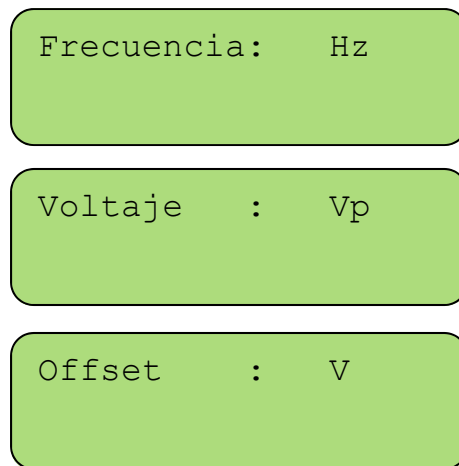 Frecuencia:   Hz
Voltaje   :   Vp
Offset    :   V